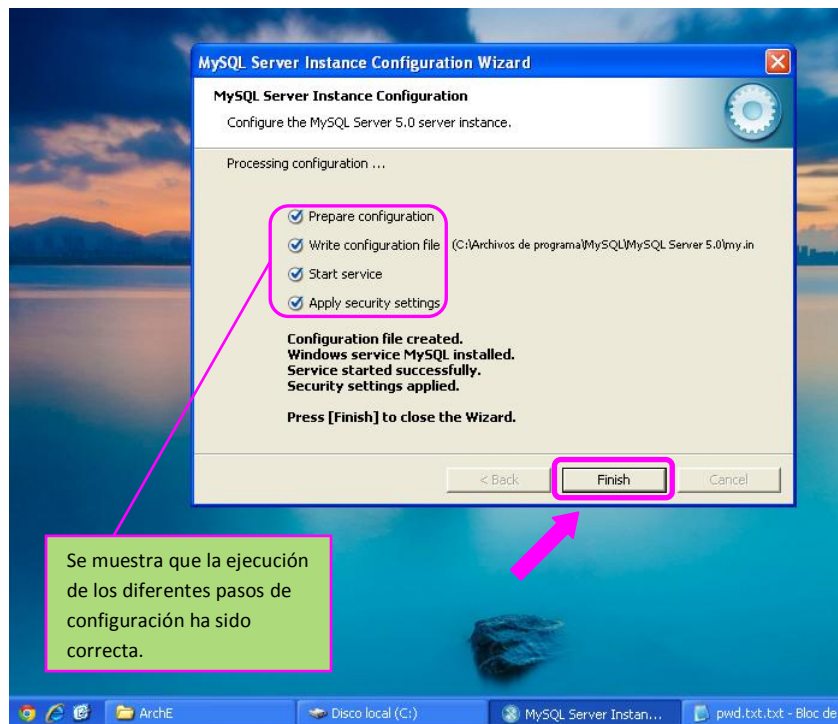 MySQL Server Instance Configuration Wizard
MySQL Server Instance Configuration
Configure the MySQL Server 5.0 server instance.
Processing configuration ...
Prepare configuration
Write configuration file (C:\Archivos de programa\MySQL\MySQL Server 5.0\my.in
Start service
Apply security settings
Configuration file created.
Windows service MySQL installed.
Service started successfully.
Security settings applied.
Press [Finish] to close the Wizard.
< Back
Finish
Cancel
Se muestra que la ejecución
de los diferentes pasos de
configuración ha sido
correcta.
ArchE
Disco local (C:)
MySQL Server Instan...
pwd.txt.txt - Bloc de